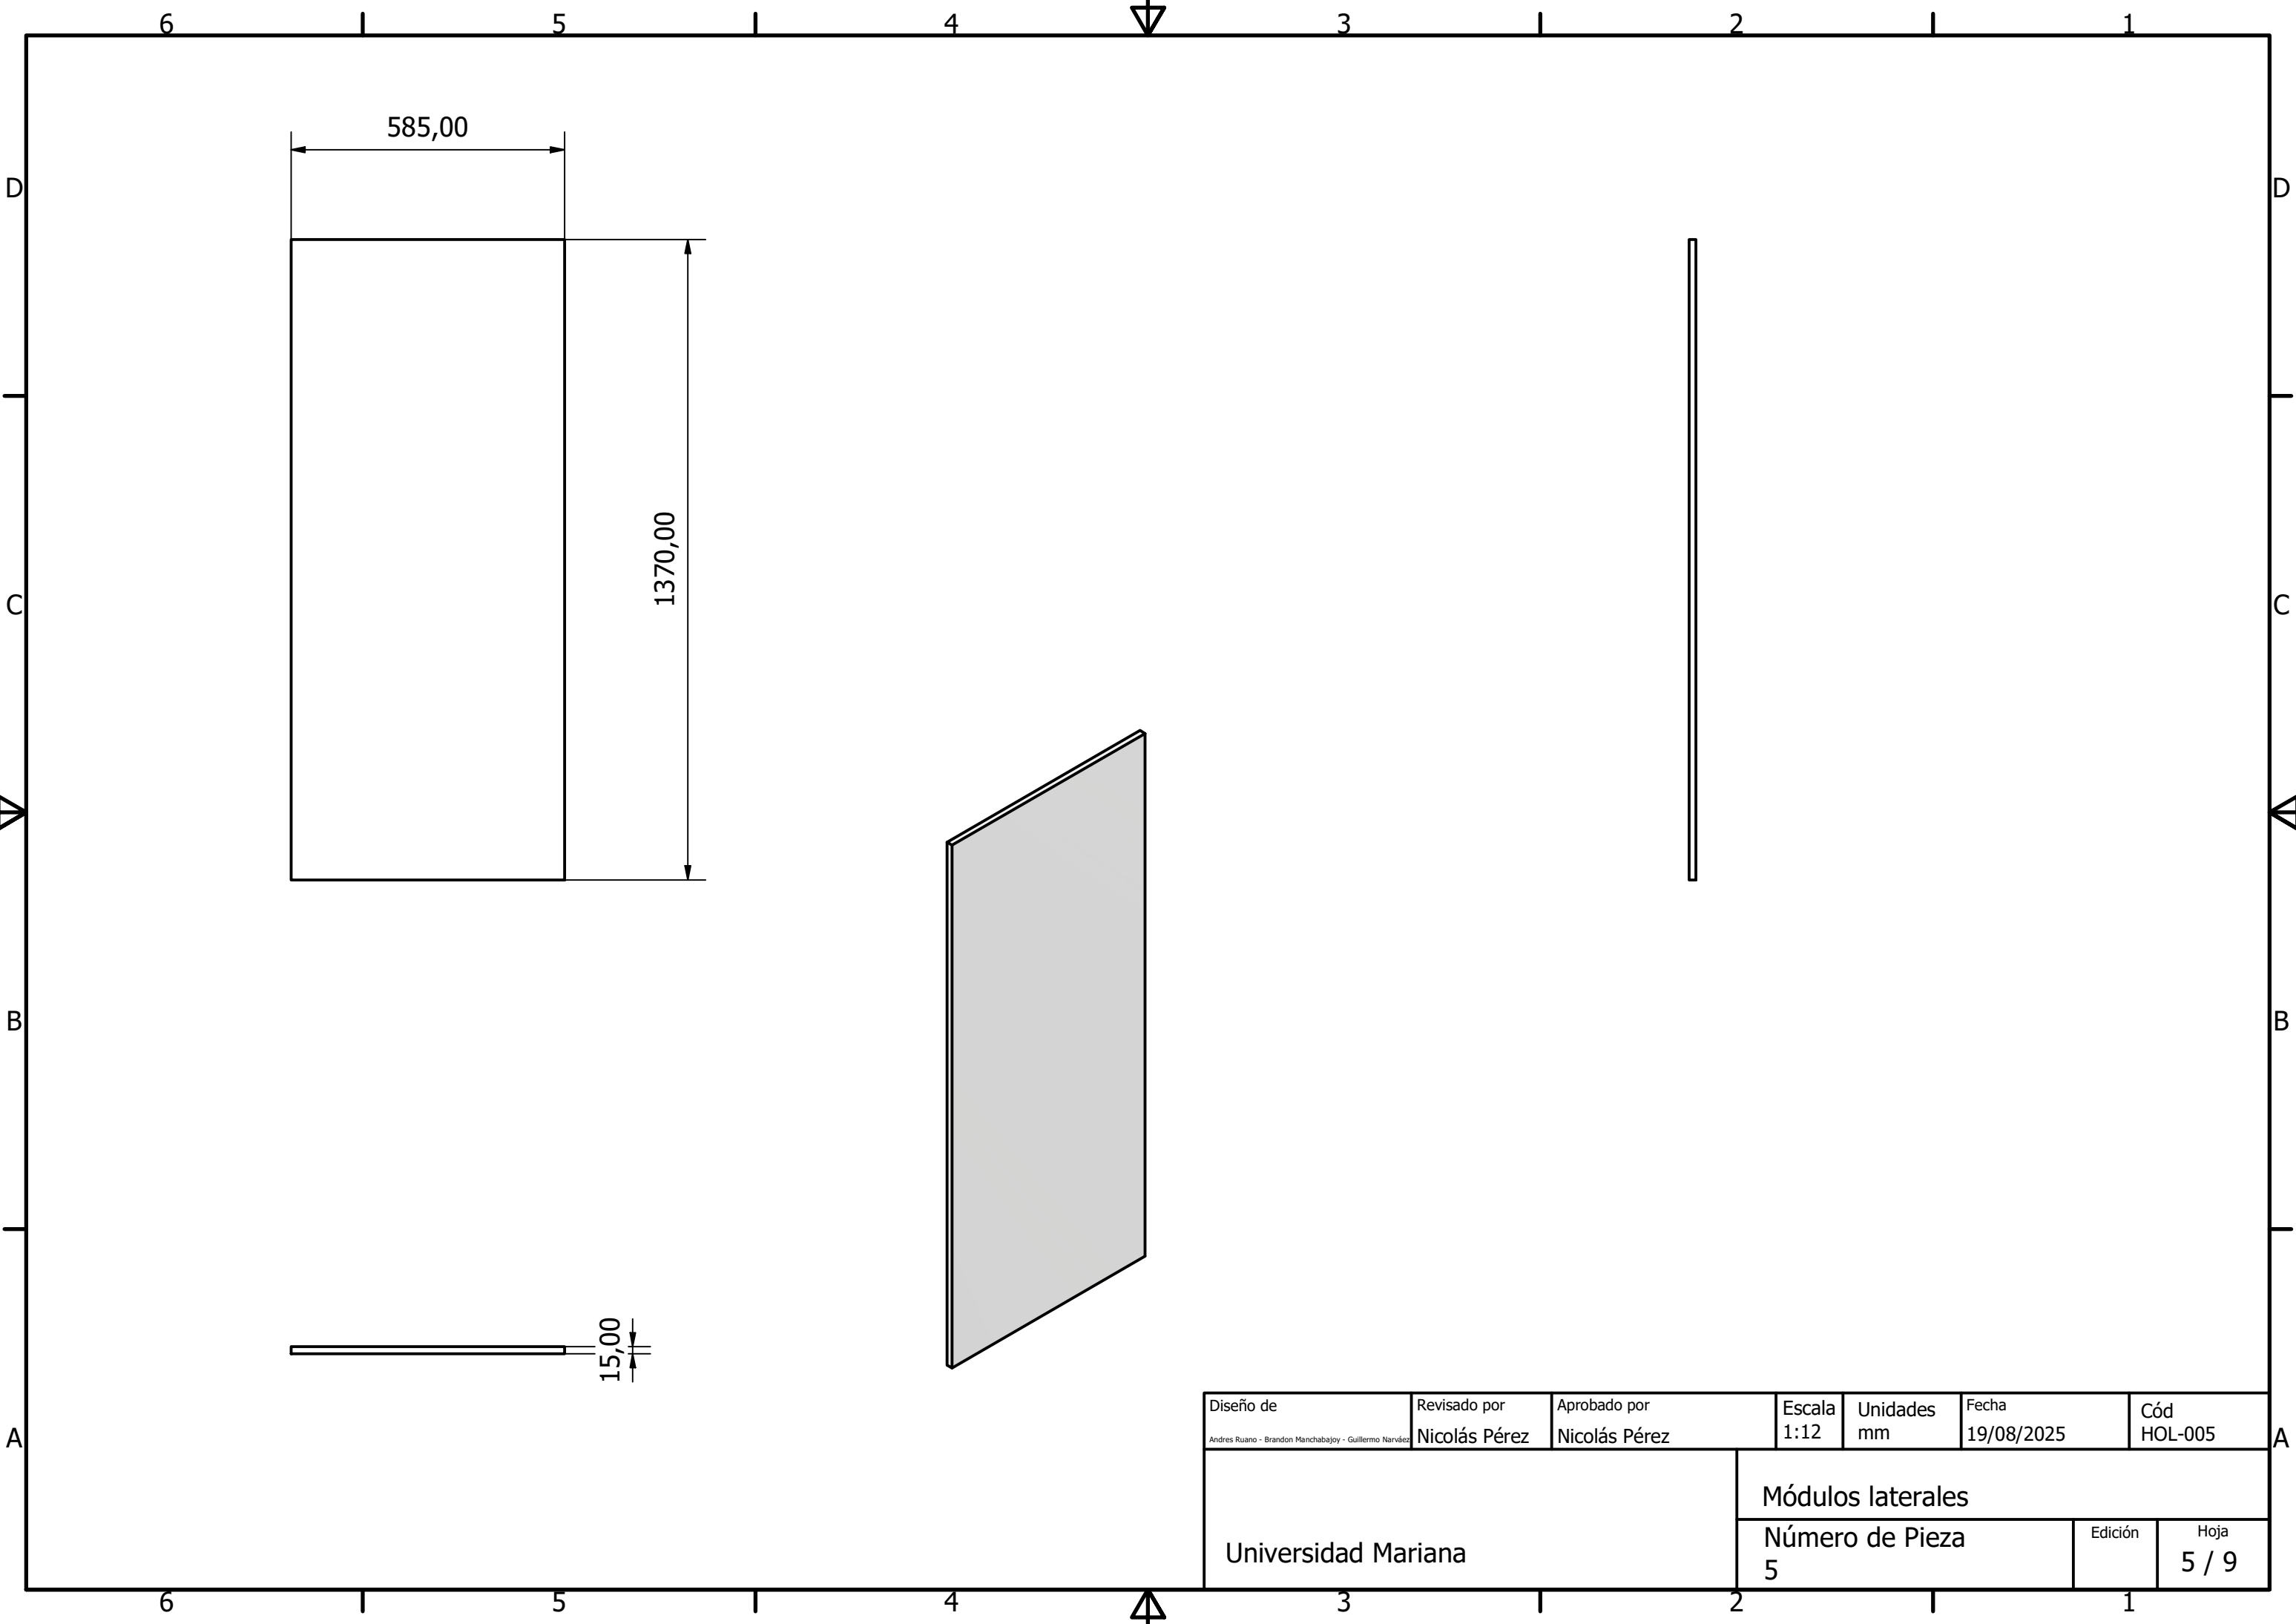 6 5 4 3 2 1
585,00
D D
1370,00
C C
B B
15,00
Diseño de Revisado por Aprobado por Escala Unidades Fecha Cód
Andres Ruano - Brandon Manchabajoy - Guillermo Narváez Nicolás Pérez Nicolás Pérez 1:12 mm 19/08/2025 HOL-005
A A
Módulos laterales
Universidad Mariana
Número de Pieza Edición Hoja
5 5 / 9
6 5 4 3 2 1